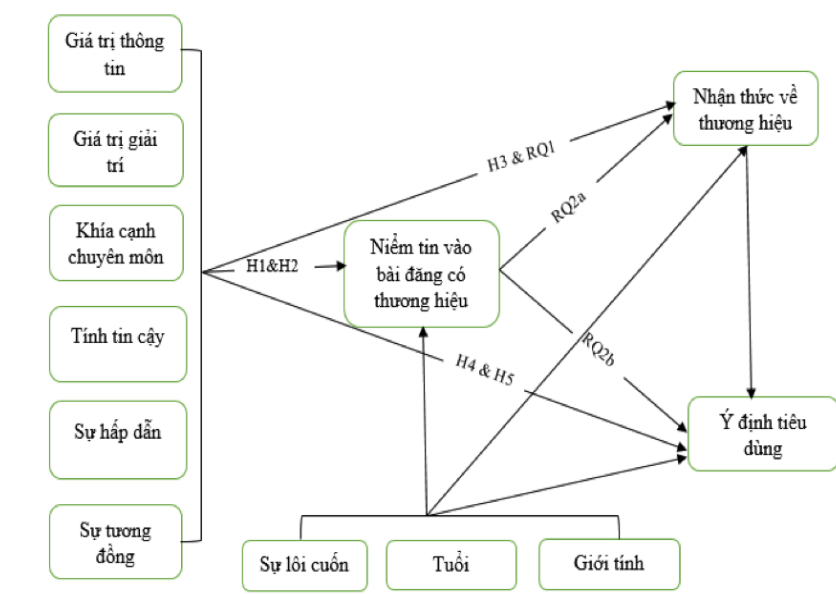 Giá trị thông
tin
Giá trị giải
trí
Khía cạnh
chuyên môn
Tính tin cậy
Sự hấp dẫn
Sự tương
đồng
H3 & RQ1
H1&H2
H4 & H5
Niểm tin vào
bài đăng có
thương hiệu
RQ2a
RQ2b
Nhận thức về
thương hiệu
Ý định tiêu
dùng
Sự lôi cuốn
Tuổi
Giới tính